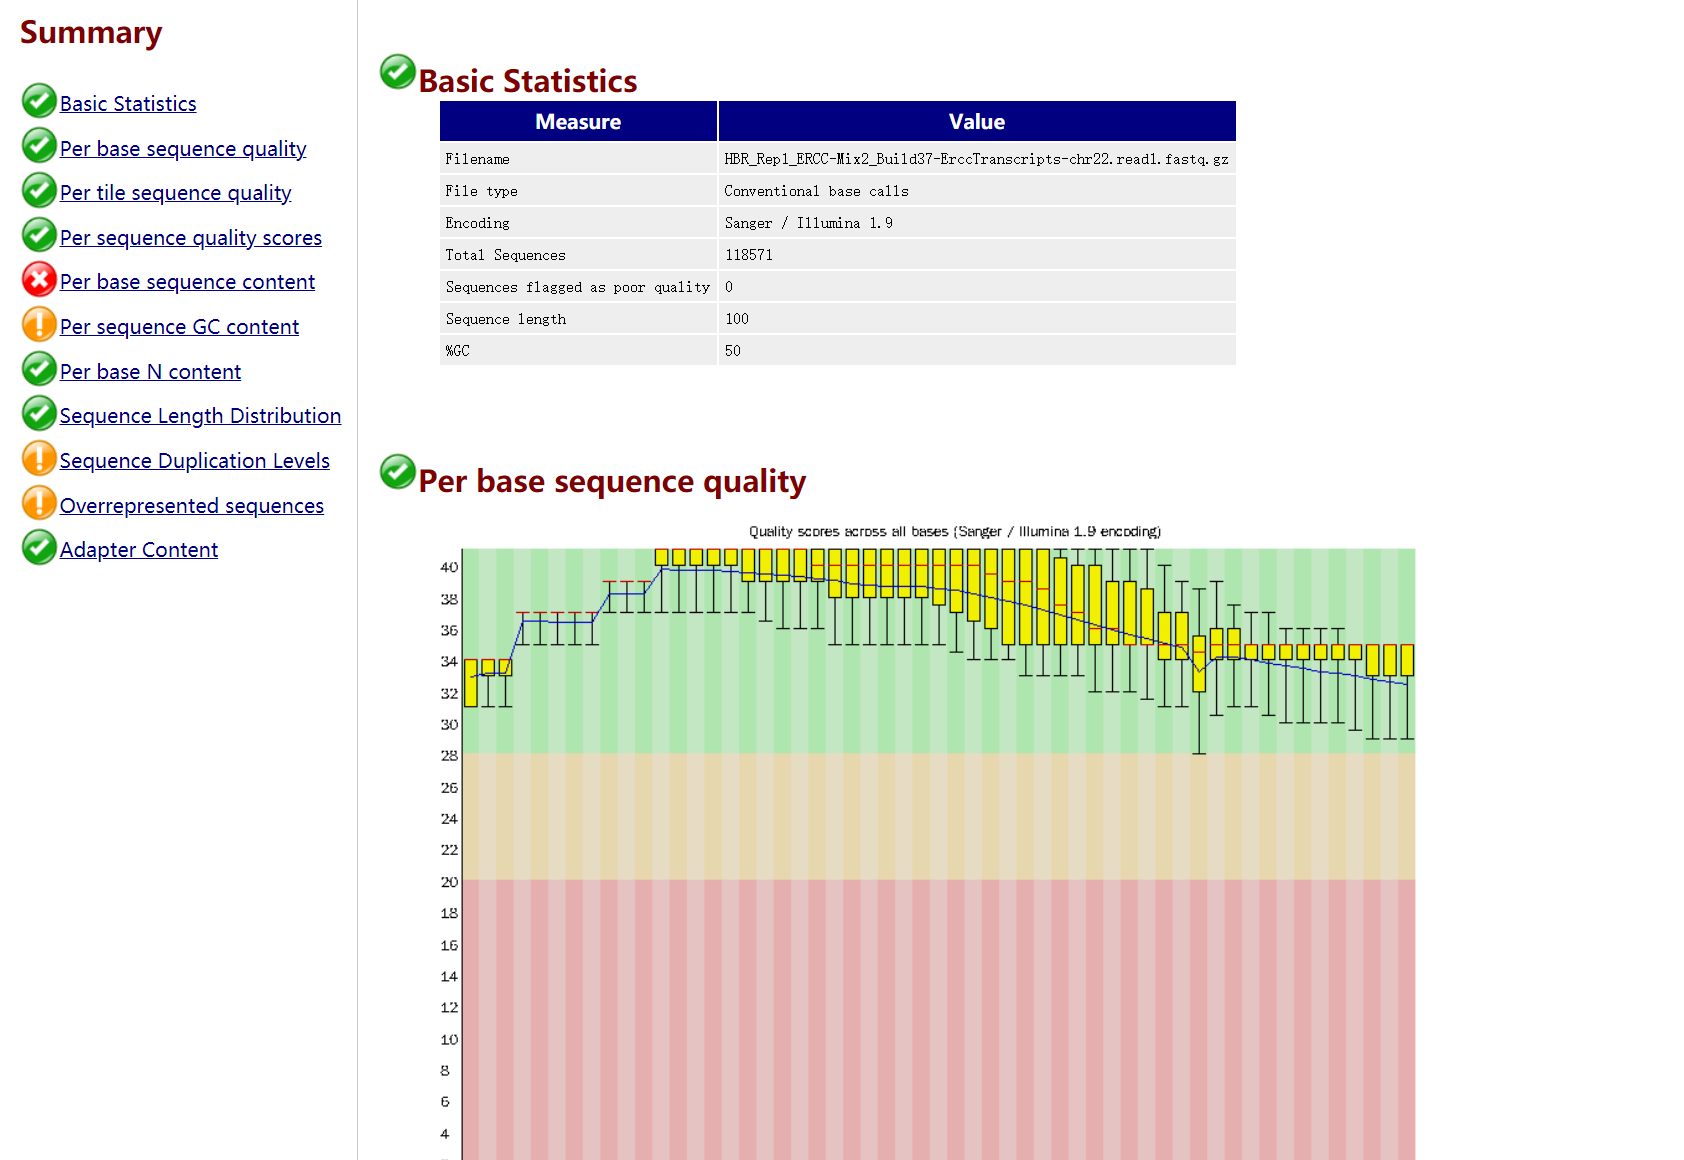 Summary
Basic Statistics
Per base sequence quality
Per tile sequence quality
Per sequence quality scores
Per base sequence content
Per sequence GC content
Per base N content
Sequence Length Distribution
Sequence Duplication Levels
Overrepresented sequences
Adapter Content
Basic Statistics
Measure Value
Filename HBR_Rep1_ERCC-Mix2_Build37-ErccTranscripts-chr22.read1.fastq.gz
File type Conventional base calls
Encoding Sanger / Illumina 1.9
Total Sequences 118571
Sequences flagged as poor quality 0
Sequence length 100
%GC 50
Per base sequence quality
Quality scores across all bases (Sanger / Illumina 1.9 encoding)
40
38
36
34
32
30
28
26
24
22
20
18
16
14
12
10
8
6
4